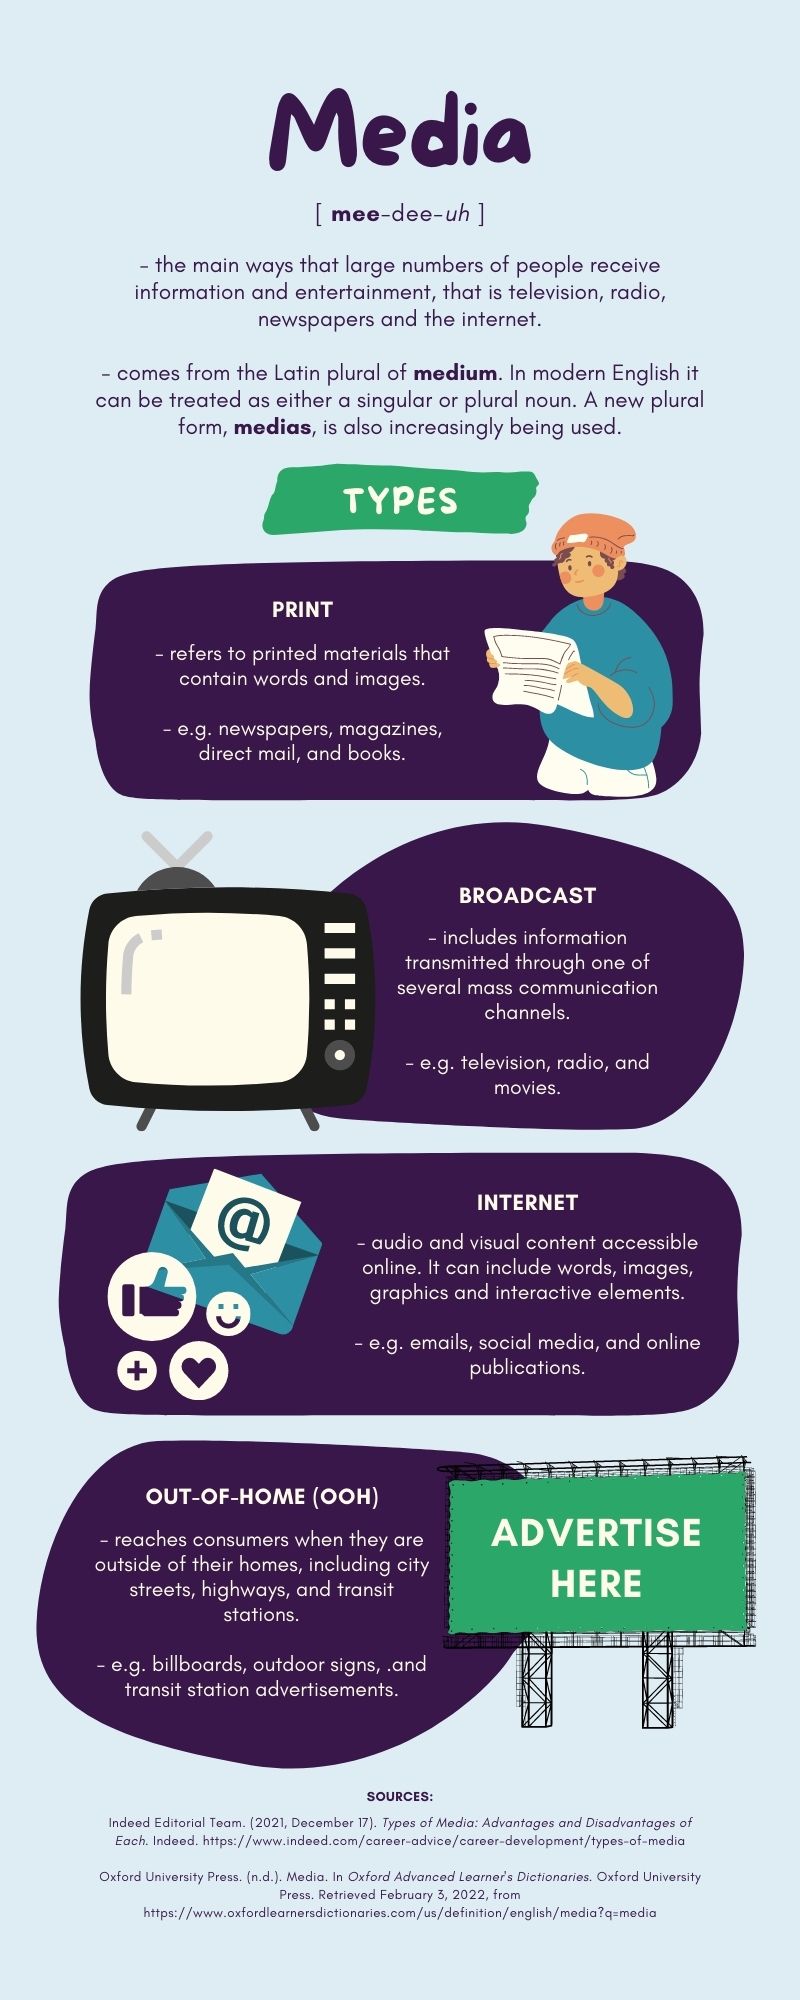 Media
[ mee-dee-uh ]
- the main ways that large numbers of people receive
information and entertainment, that is television, radio,
newspapers and the internet.
- comes from the Latin plural of medium. In modern English it
can be treated as either a singular or plural noun. A new plural
form, medias, is also increasingly being used.
TYPES
PRINT
- refers to printed materials that
contain words and images.
- e.g. newspapers, magazines,
direct mail, and books.
BROADCAST
- includes information
transmitted through one of
several mass communication
channels.
- e.g. television, radio, and
movies.
INTERNET
- audio and visual content accessible
online. It can include words, images,
graphics and interactive elements.
- e.g. emails, social media, and online
publications.
@
OUT-OF-HOME (OOH)
- reaches consumers when they are
outside of their homes, including city
streets, highways, and transit
stations.
- e.g. billboards, outdoor signs, .and
transit station advertisements.
ADVERTISE
HERE
SOURCES:
Indeed Editorial Team. (2021, December 17). Types of Media: Advantages and Disadvantages of
Each. Indeed. https://www.indeed.com/career-advice/career-development/types-of-media
Oxford University Press. (n.d.). Media. In Oxford Advanced Learner's Dictionaries. Oxford University
Press. Retrieved February 3, 2022, from
https://www.oxfordlearnersdictionaries.com/us/definition/english/media?q=media